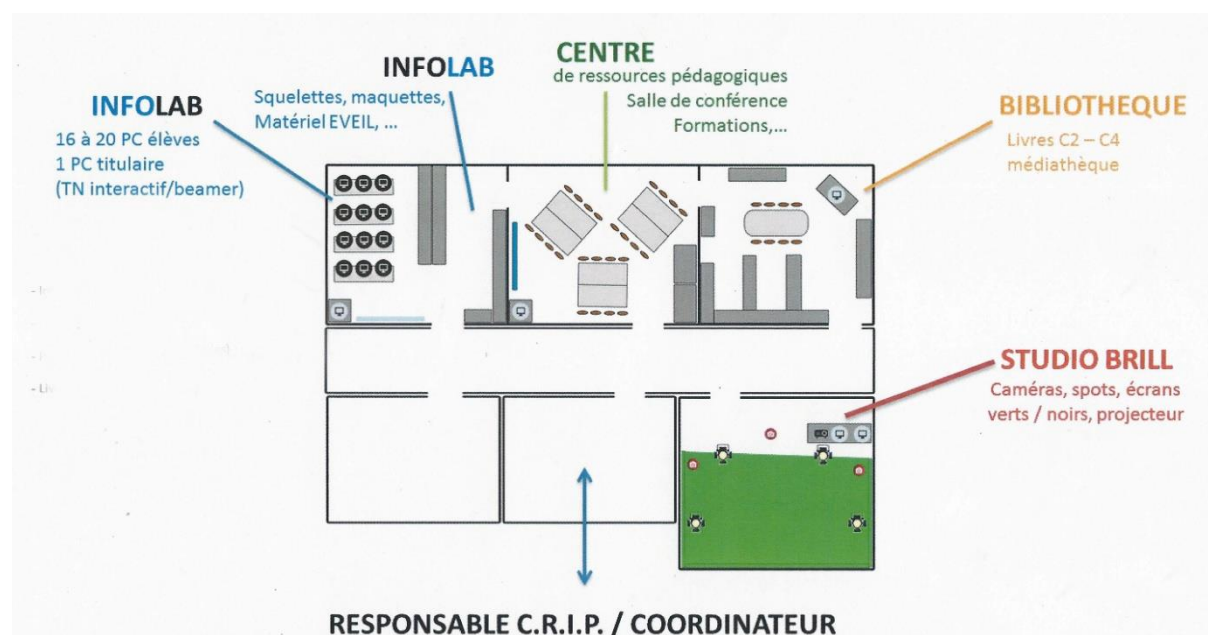 INFOLAB
16 à 20 PC élèves
1 PC titulaire
(TN interactif/beamer)
INFOLAB
Squelettes, maquettes,
Matériel EVEIL, ...
CENTRE
de ressources pédagogiques
Salle de conférence
Formations,...
BIBLIOTHEQUE
Livres C2 – C4
médiathèque
STUDIO BRILL
Caméras, spots, écrans
verts / noirs, projecteur
RESPONSABLE C.R.I.P. / COORDINATEUR